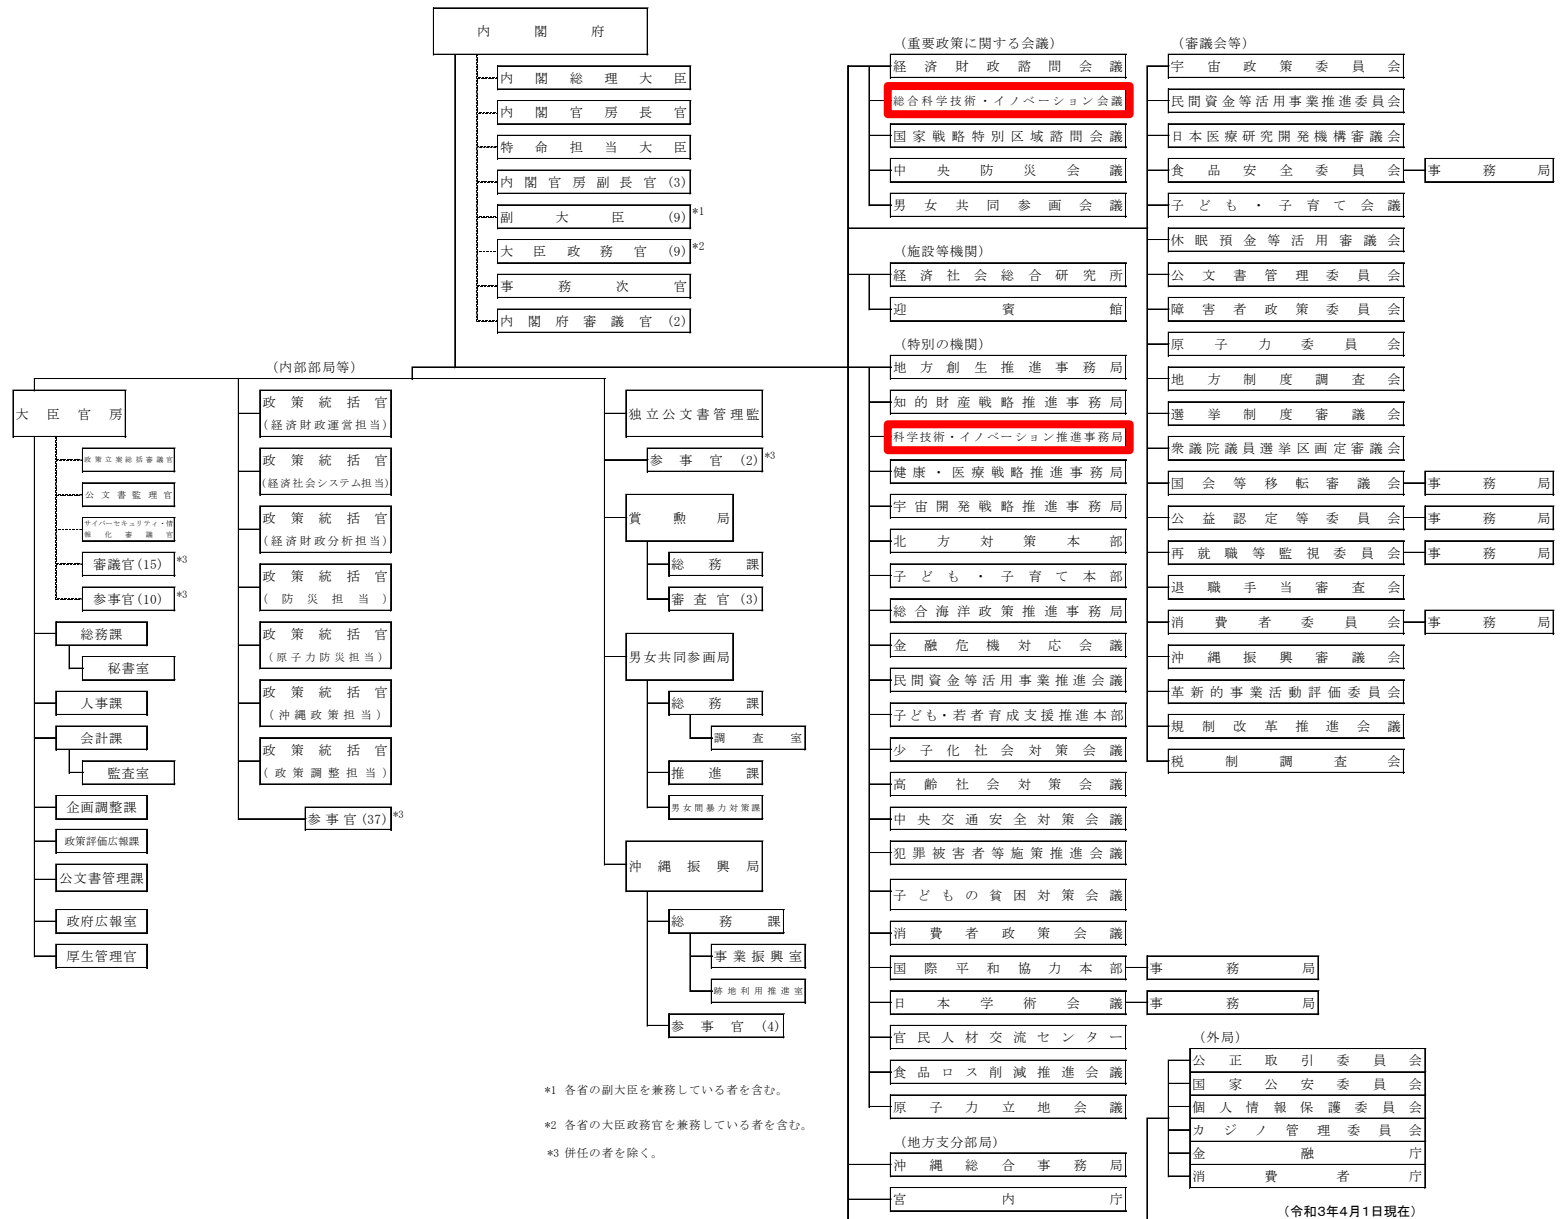 内閣府
内閣総理大臣
内閣官房長官
特命担当大臣
内閣官房副長官(3)
副大臣(9)*1
大臣政務官(9)*2
事務次官
内閣府審議官(2)
(内部部局等)
大臣官房
政策立案総括審議官
公文書監理官
サイバーセキュリティ・情
報化審議官
審議官(15)*3
参事官(10)*3
総務課
秘書室
人事課
会計課
監査室
企画調整課
政策評価広報課
公文書管理課
政府広報室
厚生管理官
政策統括官
(経済財政運営担当)
政策統括官
(経済社会システム担当)
政策統括官
(経済財政分析担当)
政策統括官
(防災担当)
政策統括官
(原子力防災担当)
政策統括官
(沖縄政策担当)
政策統括官
(政策調整担当)
参事官(37)*3
独立公文書管理監
参事官(2)*3
賞勲局
総務課
審査官(3)
男女共同参画局
総務課
調査室
推進課
男女間暴力対策課
沖縄振興局
総務課
事業振興室
跡地利用推進室
参事官(4)
*1 各省の副大臣を兼務している者を含む。
*2 各省の大臣政務官を兼務している者を含む。
*3 併任の者を除く。
(重要政策に関する会議)
経済財政諮問会議
総合科学技術・イノベーション会議
国家戦略特別区域諮問会議
中央防災会議
男女共同参画会議
(施設等機関)
経済社会総合研究所
迎賓館
(特別の機関)
地方創生推進事務局
知的財産戦略推進事務局
科学技術・イノベーション推進事務局
健康・医療戦略推進事務局
宇宙開発戦略推進事務局
北方対策本部
子ども・子育て本部
総合海洋政策推進事務局
金融危機対応会議
民間資金等活用事業推進会議
子ども・若者育成支援推進本部
少子化社会対策会議
高齢社会対策会議
中央交通安全対策会議
犯罪被害者等施策推進会議
子どもの貧困対策会議
消費者政策会議
国際平和協力本部 事務局
日本学術会議 事務局
官民人材交流センター
食品ロス削減推進会議
原子力立地会議
(地方支分部局)
沖縄総合事務局
宮内庁
(審議会等)
宇宙政策委員会
民間資金等活用事業推進委員会
日本医療研究開発機構審議会
食品安全委員会 事務局
子ども・子育て会議
休眠預金等活用審議会
公文書管理委員会
障害者政策委員会
原子力委員会
地方制度調査会
選挙制度審議会
衆議院議員選挙区画定審議会
国会等移転審議会 事務局
公益認定等委員会 事務局
再就職等監視委員会 事務局
退職手当審査会
消費者委員会 事務局
沖縄振興審議会
革新的事業活動評価委員会
規制改革推進会議
税制調査会
(外局)
公正取引委員会
国家公安委員会
個人情報保護委員会
カジノ管理委員会
金融庁
消費者庁
(令和3年4月1日現在)